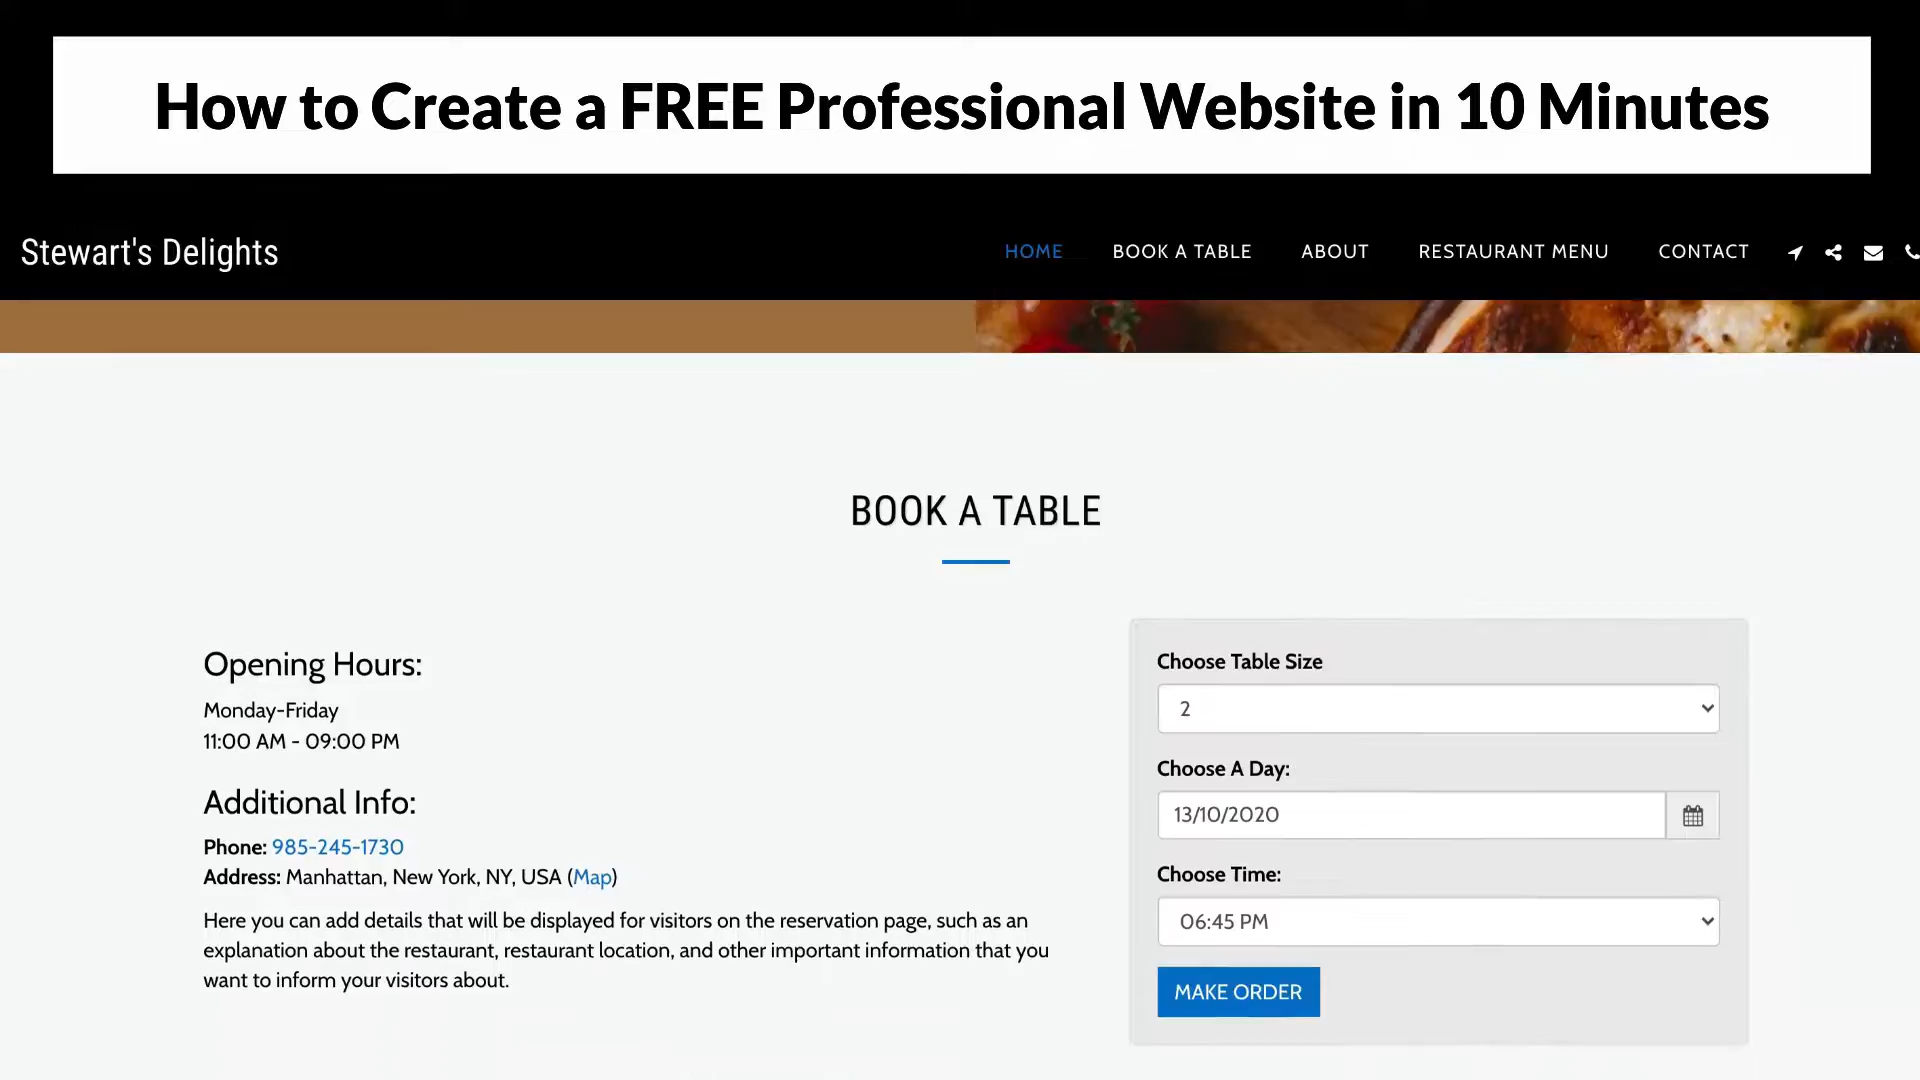 How to Create a FREE Professional Website in 10 Minutes
Stewart's Delights
HOME
BOOK A TABLE
ABOUT
RESTAURANT MENU
CONTACT
BOOK A TABLE
Opening Hours:
Monday-Friday
11:00 AM - 09:00 PM
Additional Info:
Phone: 985-245-1730
Address: Manhattan, New York, NY, USA (Map)
Here you can add details that will be displayed for visitors on the reservation page, such as an
explanation about the restaurant, restaurant location, and other important information that you
want to inform your visitors about.
Choose Table Size
2
Choose A Day:
13/10/2020
Choose Time:
06:45 PM
MAKE ORDER